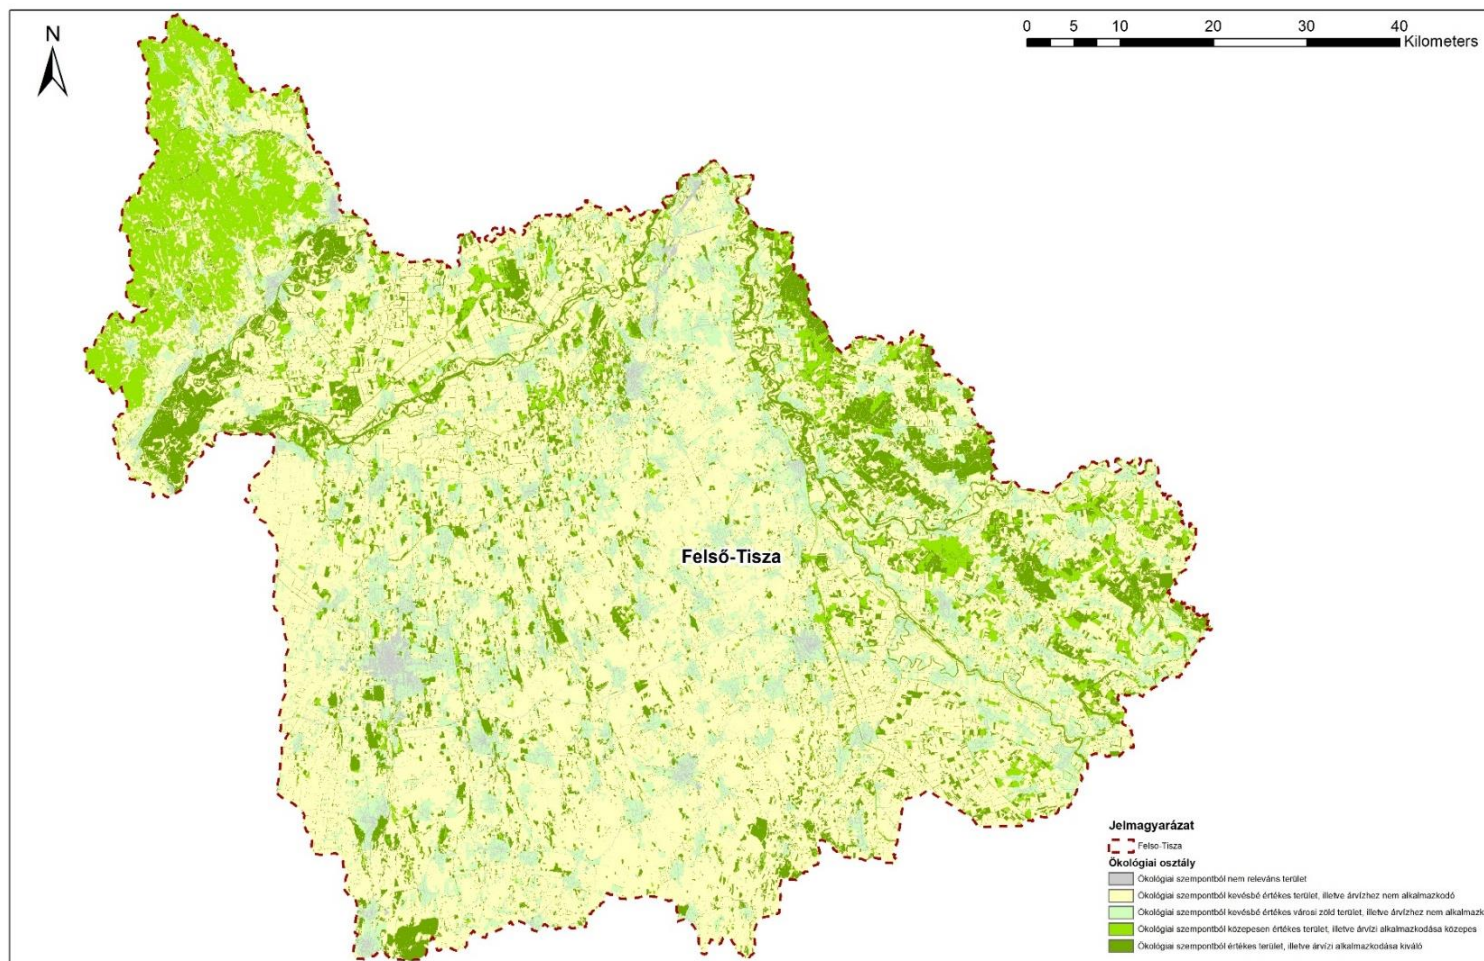 N
0 5 10 20 30 40
Kilometers
Felső-Tisza
Jelmagyarázat
Felso-Tisza
Ökológiai osztály
Ökológiai szempontból nem releváns terület
Ökológiai szempontból kevésbé értékes terület, illetve árvízhez nem alkalmazkodó
Ökológiai szempontból kevésbé értékes városi zöld terület, illetve árvízhez nem alkalmazk
Ökológiai szempontból közepesen értékes terület, illetve árvízi alkalmazkodása közepes
Ökológiai szempontból értékes terület, illetve árvízi alkalmazkodása kiváló